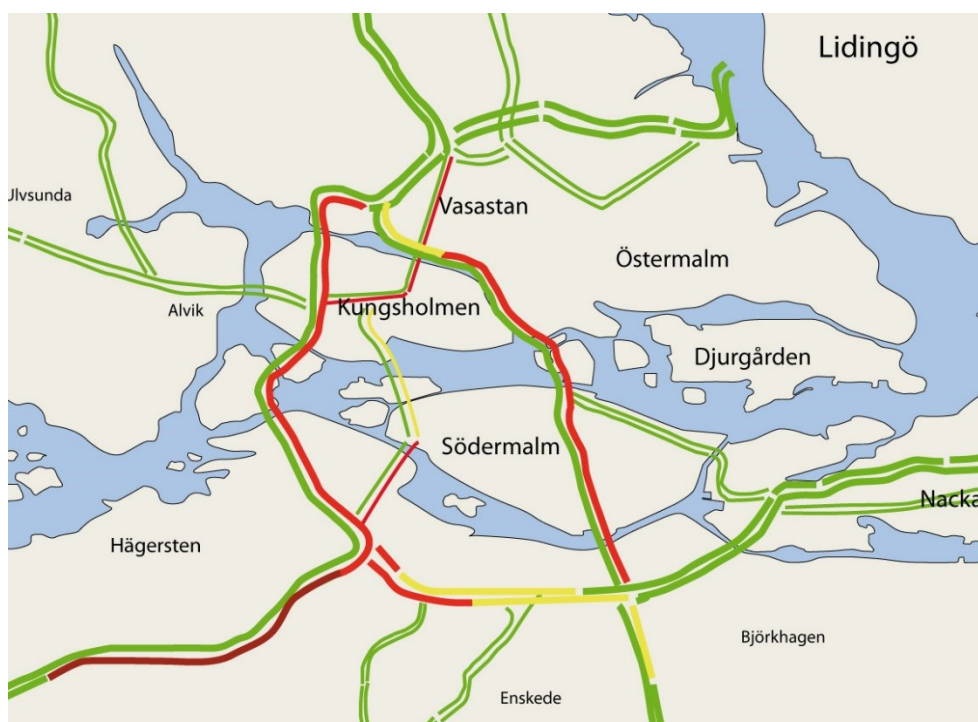 Lidingö
Ulvsunda
Vasastan
Östermalm
Alvik
Kungsholmen
Djurgården
Södermalm
Nacka
Hägersten
Björkhagen
Enskede